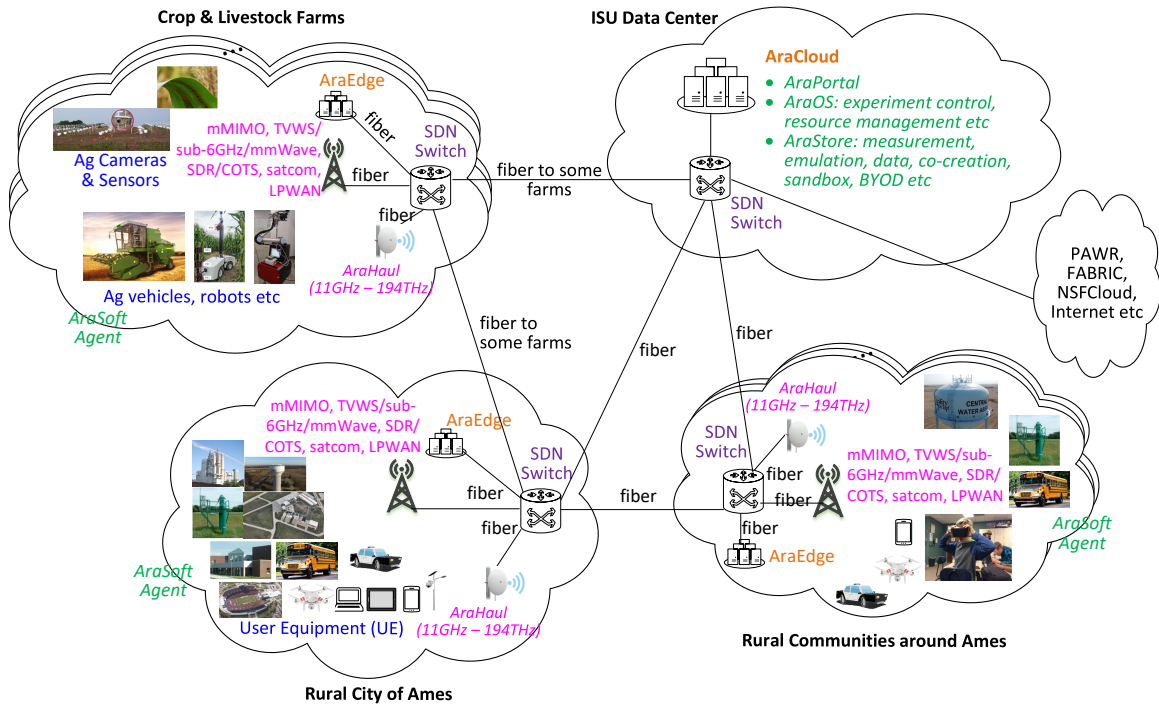 Crop & Livestock Farms
AraEdge
mMIMO, TVWS/
sub-6GHz/mmWave,
SDR/COTS, satcom,
LPWAN
fiber
fiber
fiber
SDN
Switch
Ag Cameras
& Sensors
Ag vehicles, robots etc
AraHaul
(11GHz – 194THz)
AraSoft
Agent
fiber to some
farms
fiber to
some farms
ISU Data Center
AraCloud
• AraPortal
• AraOS: experiment control,
resource management etc
• AraStore: measurement,
emulation, data, co-creation,
sandbox, BYOD etc
SDN
Switch
PAWR,
FABRIC,
NSFCloud,
Internet etc
fiber
fiber
mMIMO, TVWS/sub-
6GHz/mmWave, SDR/
COTS, satcom, LPWAN
AraEdge
SDN
Switch
fiber
fiber
AraSoft
Agent
User Equipment (UE)
AraHaul
(11GHz – 194THz)
Rural City of Ames
fiber
AraHaul
(11GHz – 194THz)
SDN
Switch
fiber
fiber
fiber
AraEdge
mMIMO, TVWS/sub-
6GHz/mmWave, SDR/
COTS, satcom, LPWAN
CENTRAL
WATER
AraSoft
Agent
Rural Communities around Ames